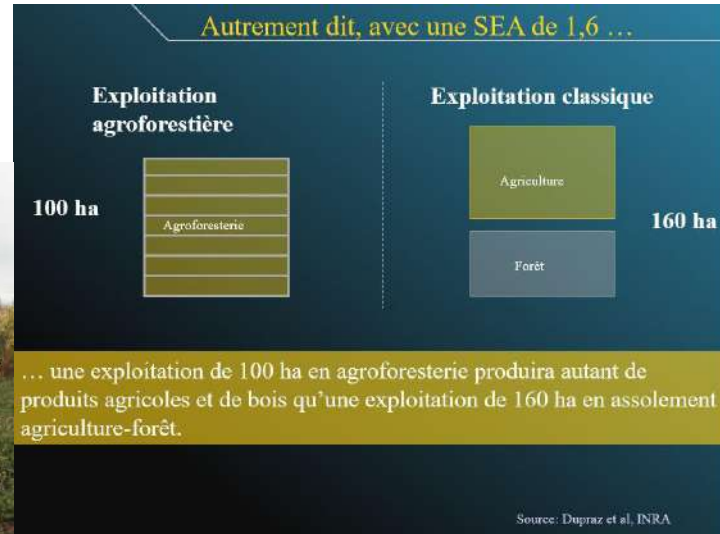 Autrement dit, avec une SEA de 1,6 …
Exploitation
agroforestière
Exploitation classique
100 ha
Agroforesterie
Agriculture
160 ha
Forêt
… une exploitation de 100 ha en agroforesterie produira autant de
produits agricoles et de bois qu’une exploitation de 160 ha en assolement
agriculture-forêt.
Source: Dupraz et al, INRA